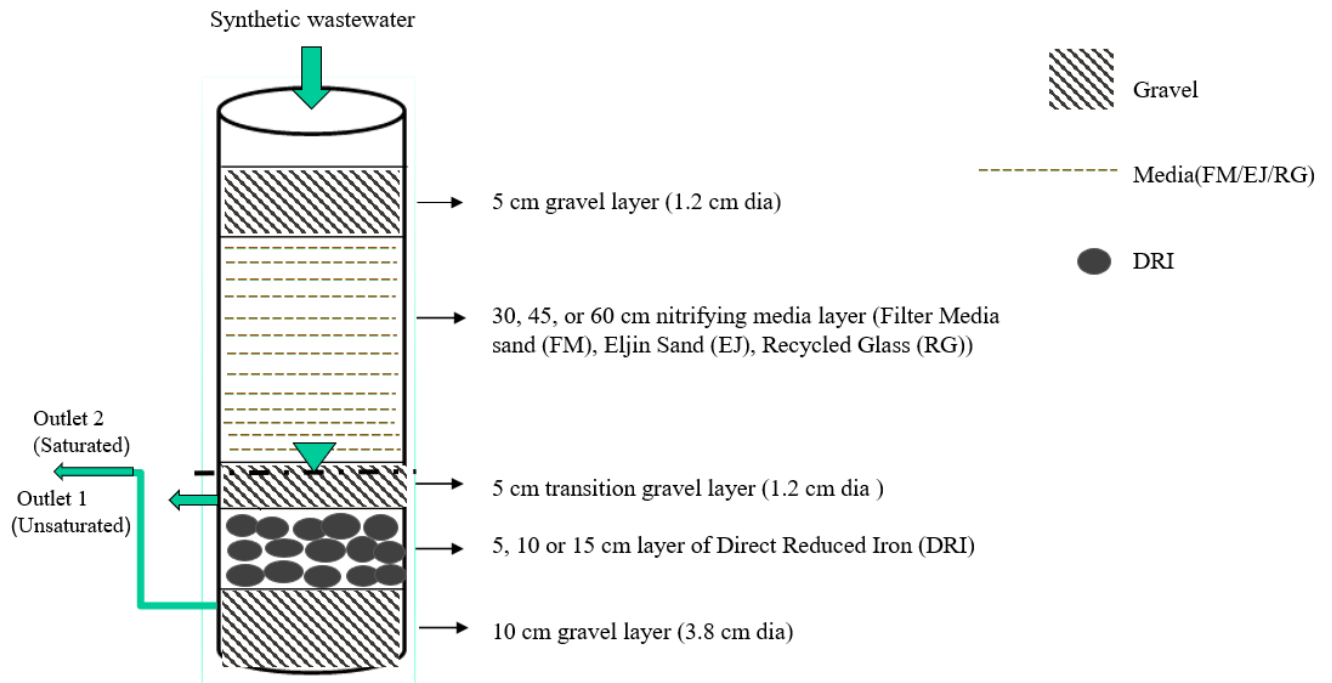 Synthetic wastewater
Gravel
Media(FM/EJ/RG)
DRI
5 cm gravel layer (1.2 cm dia)
30, 45, or 60 cm nitrifying media layer (Filter Media
sand (FM), Eljin Sand (EJ), Recycled Glass (RG))
Outlet 2
(Saturated)
Outlet 1
(Unsaturated)
5 cm transition gravel layer (1.2 cm dia )
5, 10 or 15 cm layer of Direct Reduced Iron (DRI)
10 cm gravel layer (3.8 cm dia)